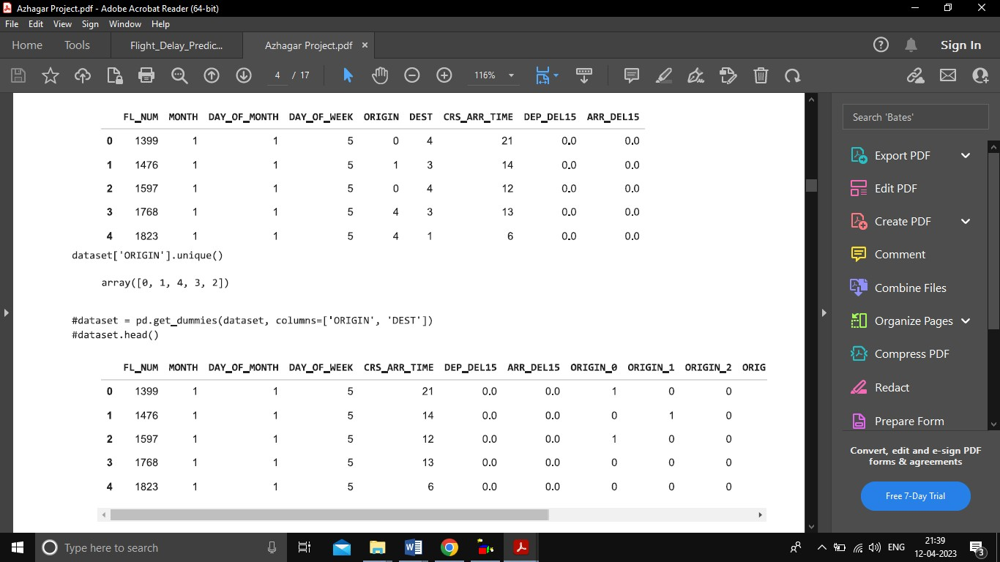 Azhagar Project.pdf - Adobe Acrobat Reader (64-bit)
File Edit View Sign Window Help
Home Tools Flight_Delay_Predic... Azhagar Project.pdf × Sign In
4 / 17 116%
FL_NUM MONTH DAY_OF_MONTH DAY_OF_WEEK ORIGIN DEST CRS_ARR_TIME DEP_DEL15 ARR_DEL15
0 1399 1 1 5 0 4 21 0.0 0.0
1 1476 1 1 5 1 3 14 0.0 0.0
2 1597 1 1 5 0 4 12 0.0 0.0
3 1768 1 1 5 4 3 13 0.0 0.0
4 1823 1 1 5 4 1 6 0.0 0.0
dataset['ORIGIN'].unique()
array([0, 1, 4, 3, 2])
#dataset = pd.get_dummies(dataset, columns=['ORIGIN', 'DEST'])
#dataset.head()
FL_NUM MONTH DAY_OF_MONTH DAY_OF_WEEK CRS_ARR_TIME DEP_DEL15 ARR_DEL15 ORIGIN_0 ORIGIN_1 ORIGIN_2 ORIG
0 1399 1 1 5 21 0.0 0.0 1 0 0
1 1476 1 1 5 14 0.0 0.0 0 1 0
2 1597 1 1 5 12 0.0 0.0 1 0 0
3 1768 1 1 5 13 0.0 0.0 0 0 0
4 1823 1 1 5 6 0.0 0.0 0 0 0
Search 'Bates'
Export PDF
Edit PDF
Create PDF
Comment
Combine Files
Organize Pages
Compress PDF
Redact
Prepare Form
Convert, edit and e-sign PDF
forms & agreements
Free 7-Day Trial
Type here to search
ENG
21:39
12-04-2023
3